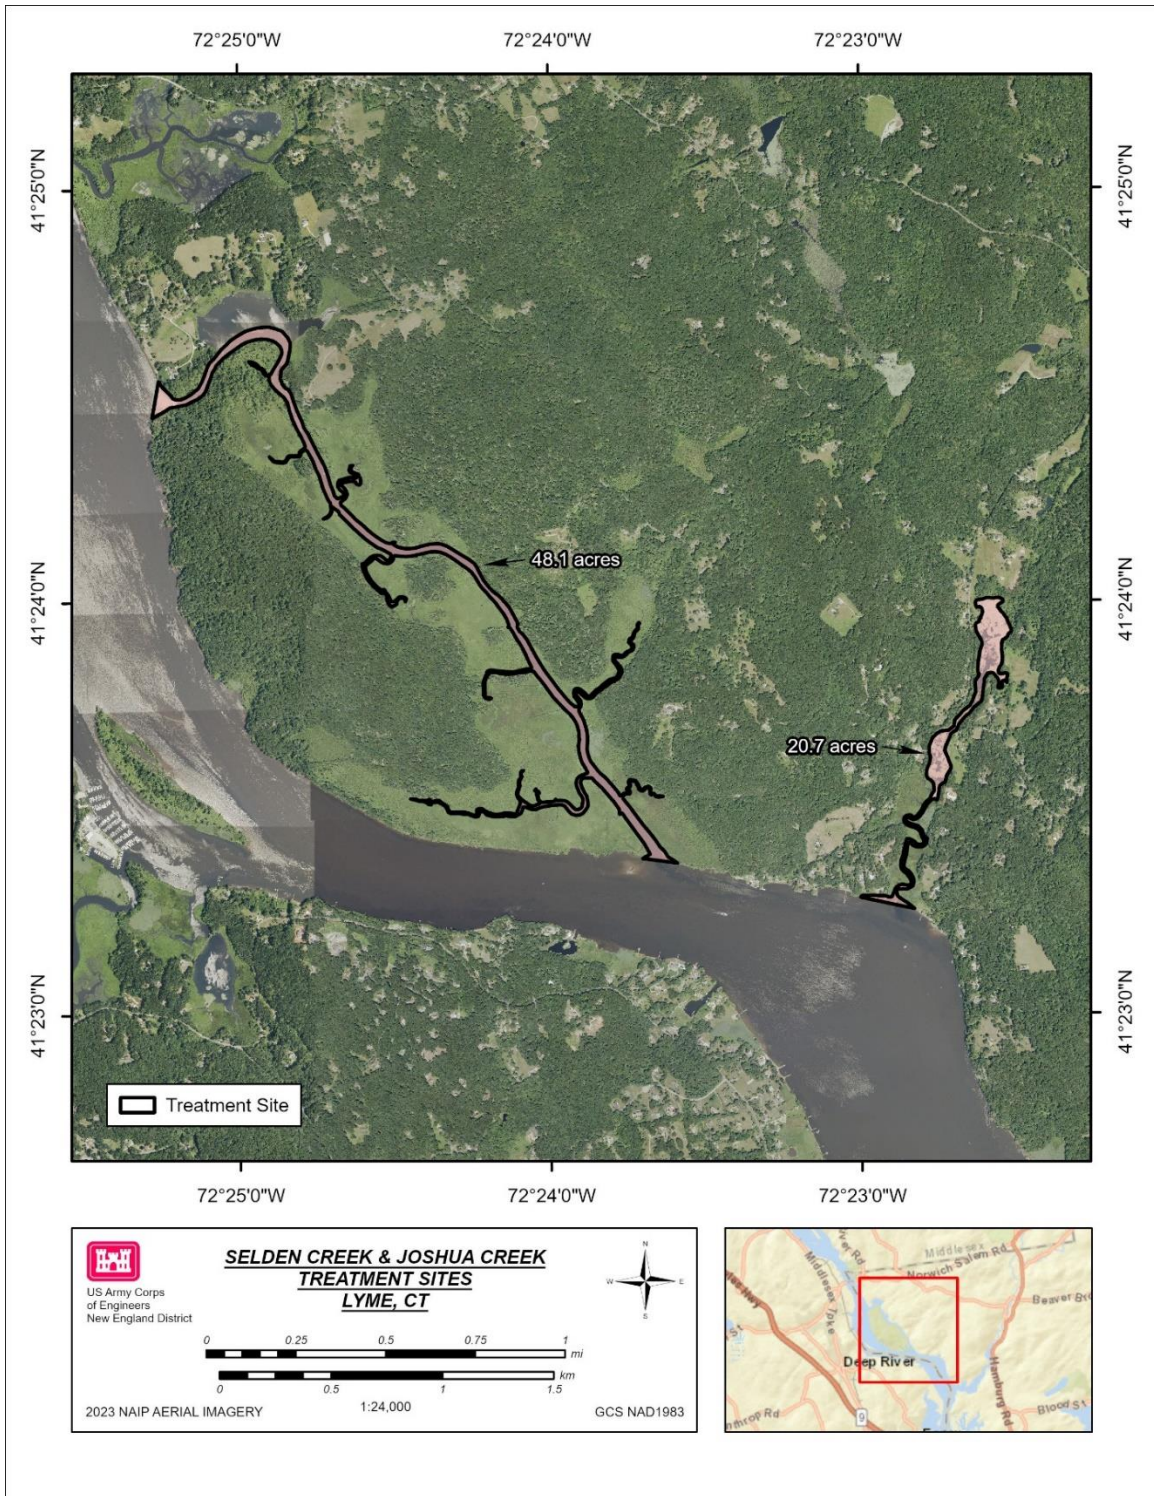 72°25'0"W 72°24'0"W 72°23'0"W
41°25'0"N
41°25'0"N
48.1 acres
41°24'0"N
41°24'0"N
20.7 acres
41°23'0"N
41°23'0"N
Treatment Site
72°25'0"W 72°24'0"W 72°23'0"W
US Army Corps
of Engineers
New England District
SELDEN CREEK & JOSHUA CREEK
TREATMENT SITES
LYME, CT
N
W E
S
0 0.25 0.5 0.75 1
mi
km
0 0.5 1 1.5
1:24,000
2023 NAIP AERIAL IMAGERY
GCS NAD1983
Middlesex
Norwich Salem Rd
Middlesex Tpke
Deep River
Hamburg Rd
Blood St
9